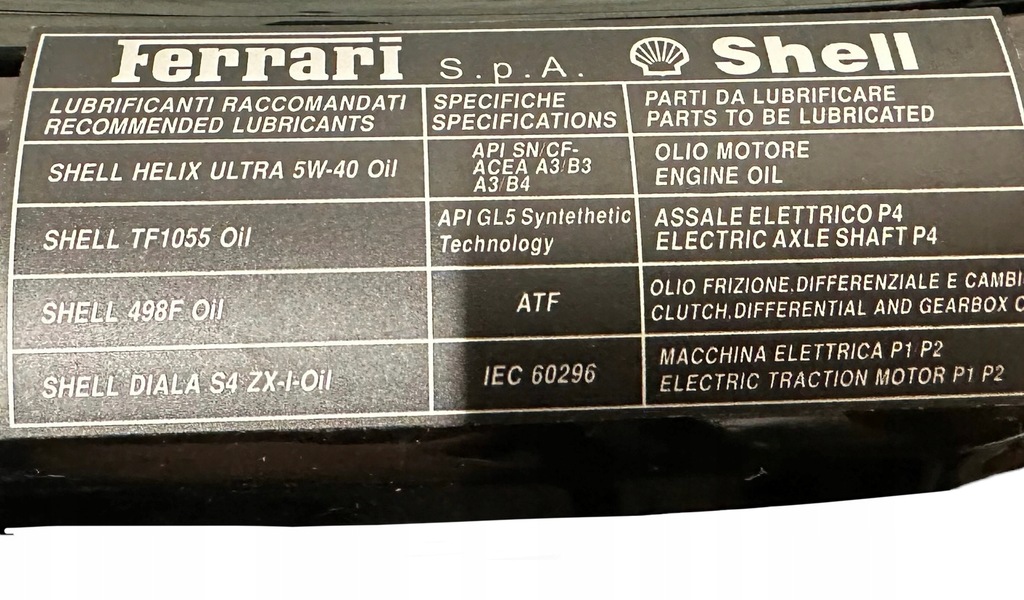 Ferrari S.p.A. Shell
LUBRIFICANTI RACCOMANDATI
RECOMMENDED LUBRICANTS
SPECIFICHE
SPECIFICATIONS
PARTI DA LUBRIFICARE
PARTS TO BE LUBRICATED
SHELL HELIX ULTRA 5W-40 Oil
API SN/CF-
ACEA A3/B3
A3/B4
OLIO MOTORE
ENGINE OIL
SHELL TF1055 Oil
API GL5 Syntethetic
Technology
ASSALE ELETTRICO P4
ELECTRIC AXLE SHAFT P4
SHELL 498F Oil
ATF
OLIO FRIZIONE.DIFFERENZIALE E CAMBI
CLUTCH,DIFFERENTIAL AND GEARBOX
SHELL DIALA S4 ZX-I-Oil
IEC 60296
MACCHINA ELETTRICA P1/P2
ELECTRIC TRACTION MOTOR P1 P2